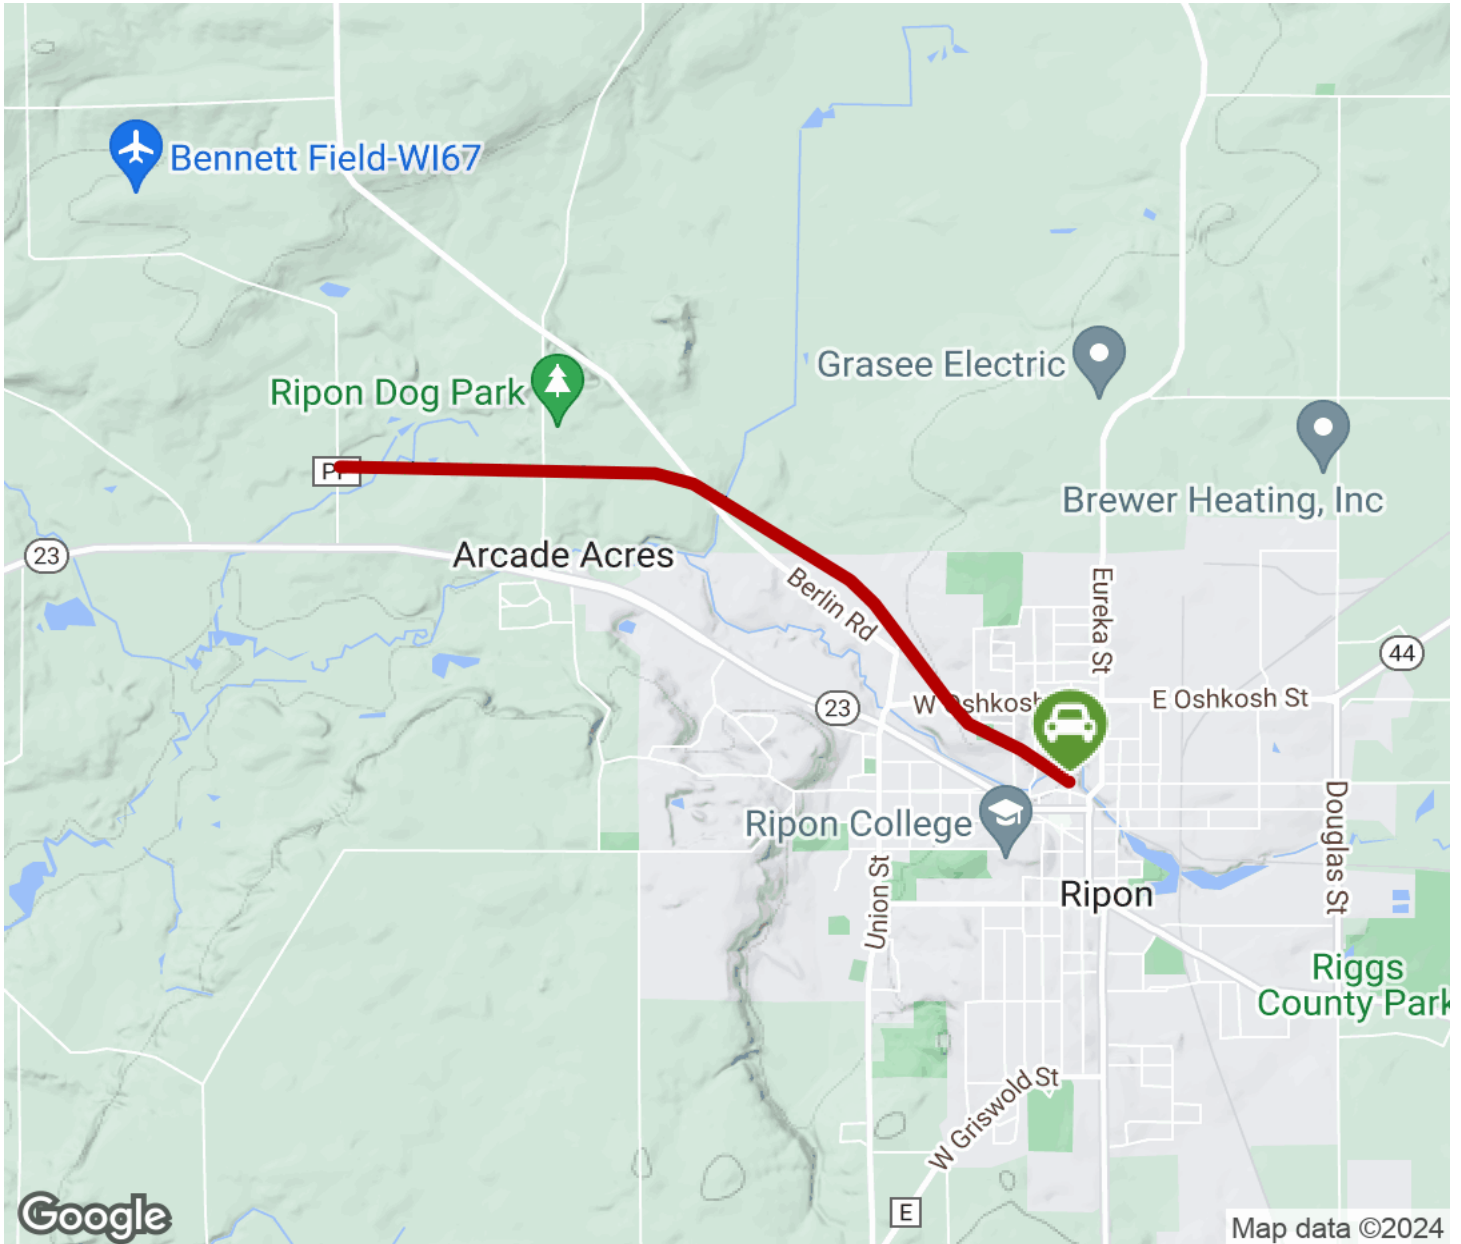 Bennett Field-WI67
Grasee Electric
Ripon Dog Park
Brewer Heating, Inc
23
Arcade Acres
Berlin Rd
Eureka St
44
23
E Oshkosh St
Ripon College
Douglas St
Union St
Ripon
Riggs
County Park
W Griswold St
E
Google
Map data ©2024